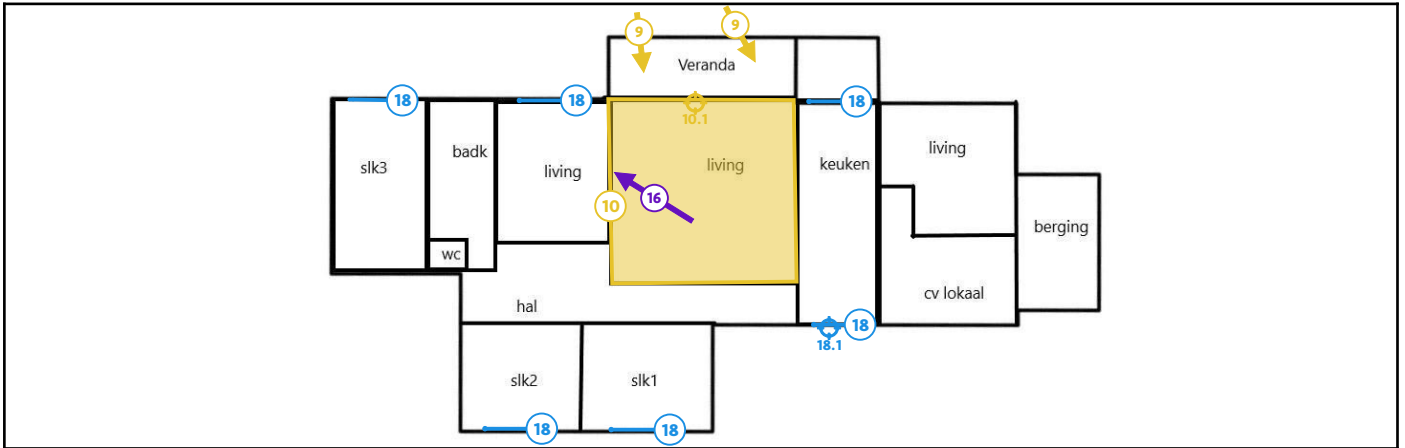 9
9
Veranda
18
18
10.1
18
slk3
badk
living
living
keuken
living
16
10
berging
wc
hal
cv lokaal
18
18.1
slk2
slk1
18
18